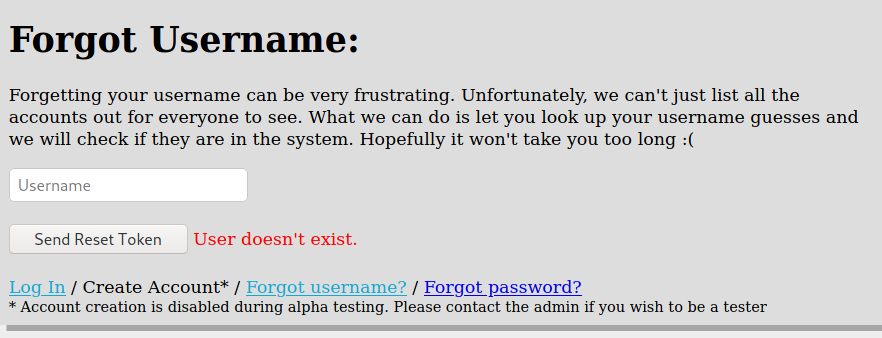 Forgot Username:
Forgetting your username can be very frustrating. Unfortunately, we can't just list all the
accounts out for everyone to see. What we can do is let you look up your username guesses and
we will check if they are in the system. Hopefully it won't take you too long :(
Username
Send Reset Token User doesn't exist.
Log In / Create Account* / Forgot username? / Forgot password?
* Account creation is disabled during alpha testing. Please contact the admin if you wish to be a tester